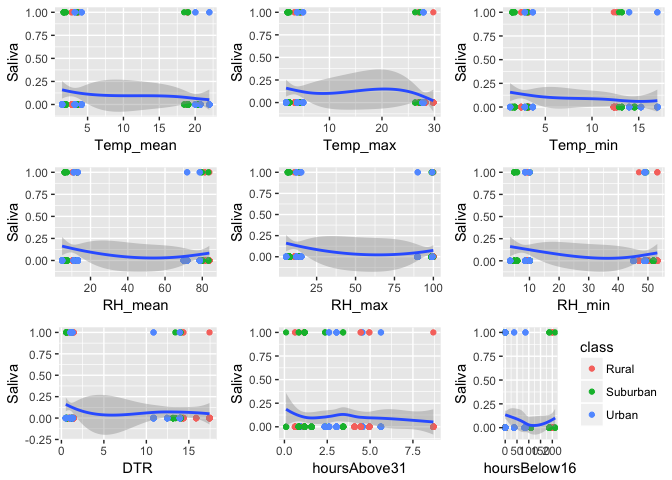 1.00
0.75
0.50
0.25
0.00
Saliva
5 10 15 20
Temp_mean
1.00
0.75
0.50
0.25
0.00
Saliva
10 20 30
Temp_max
1.00
0.75
0.50
0.25
0.00
Saliva
5 10 15
Temp_min
1.00
0.75
0.50
0.25
0.00
Saliva
20 40 60 80
RH_mean
1.00
0.75
0.50
0.25
0.00
Saliva
25 50 75 100
RH_max
1.00
0.75
0.50
0.25
0.00
Saliva
10 20 30 40 50
RH_min
1.00
0.75
0.50
0.25
0.00
-0.25
Saliva
0 5 10 15
DTR
1.00
0.75
0.50
0.25
0.00
Saliva
0.0 2.5 5.0 7.5
hoursAbove31
1.00
0.75
0.50
0.25
0.00
Saliva
0 50 100 150 200
hoursBelow16
class
Rural
Suburban
Urban